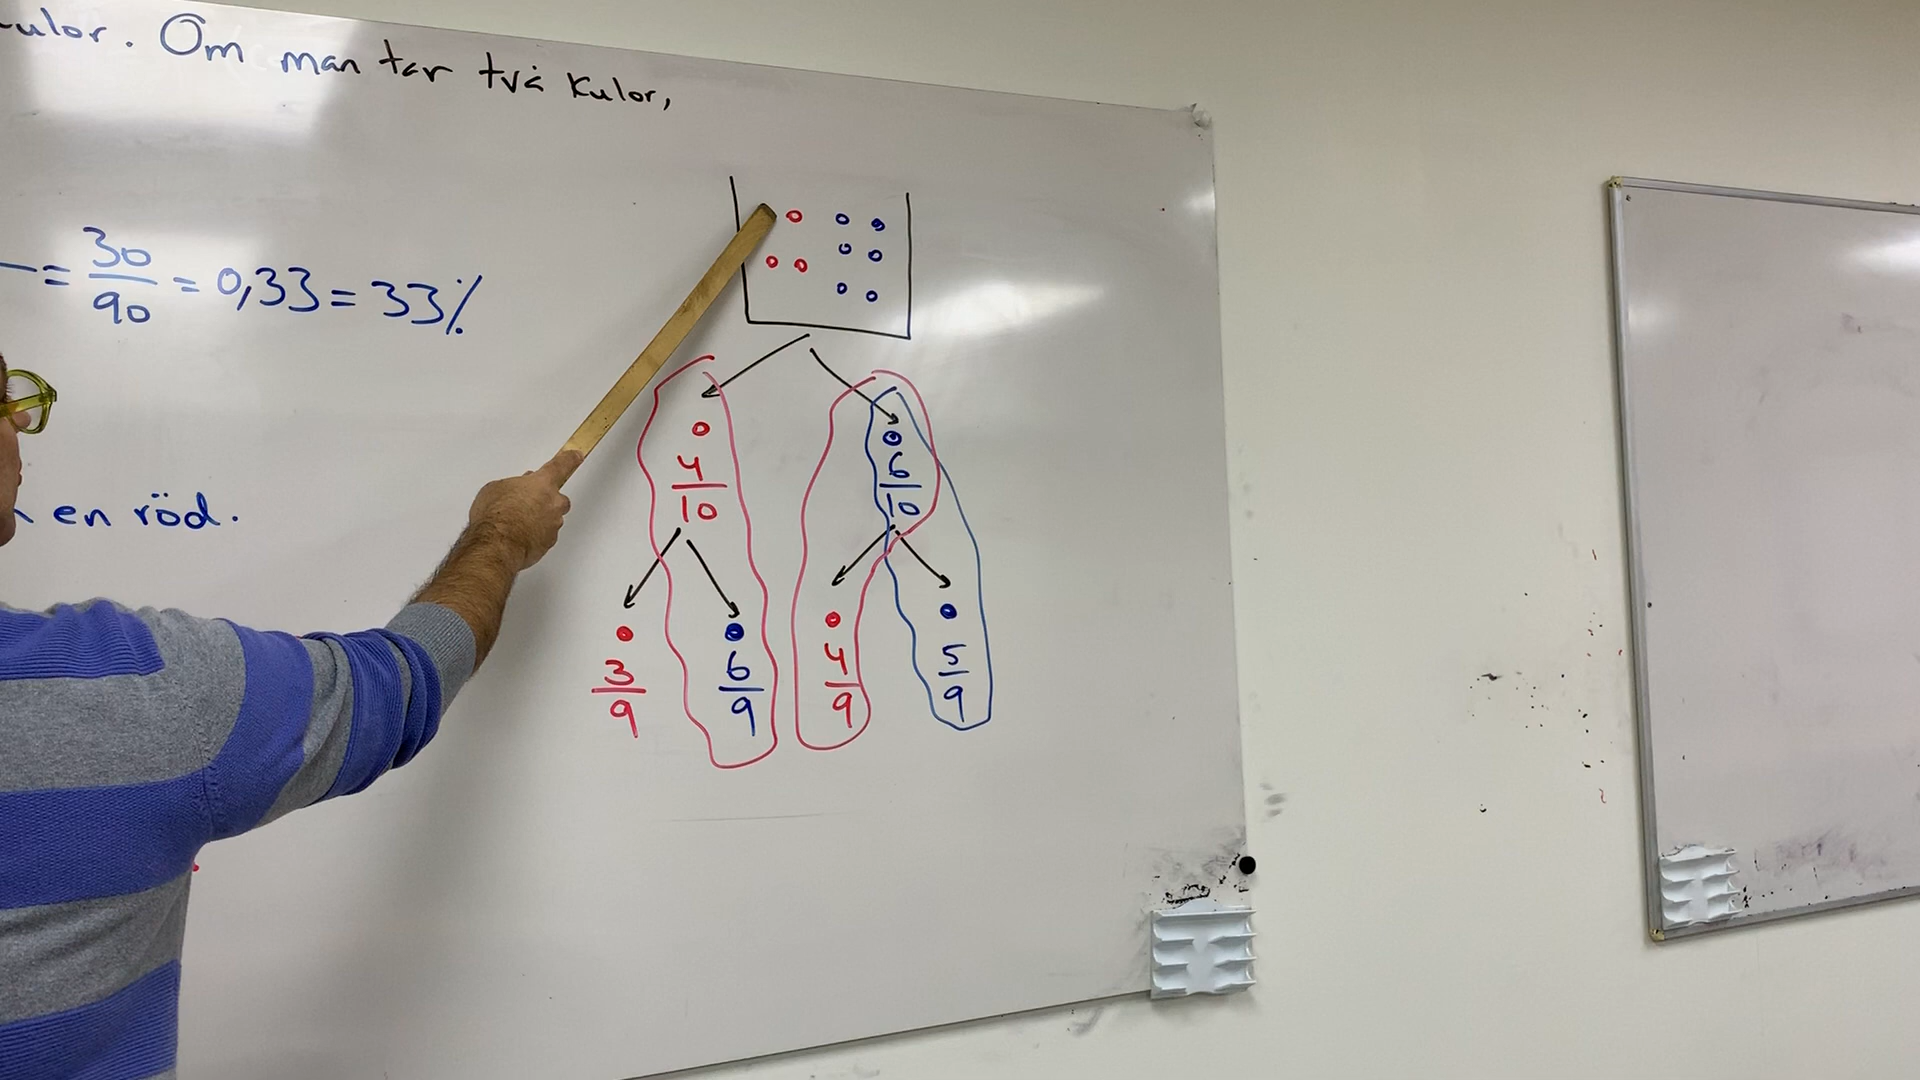 kulor. Om man tar två kulor,
= 30/90 = 0,33 = 33%
4/10 6/10
en röd.
3/9 6/9 4/9 5/9